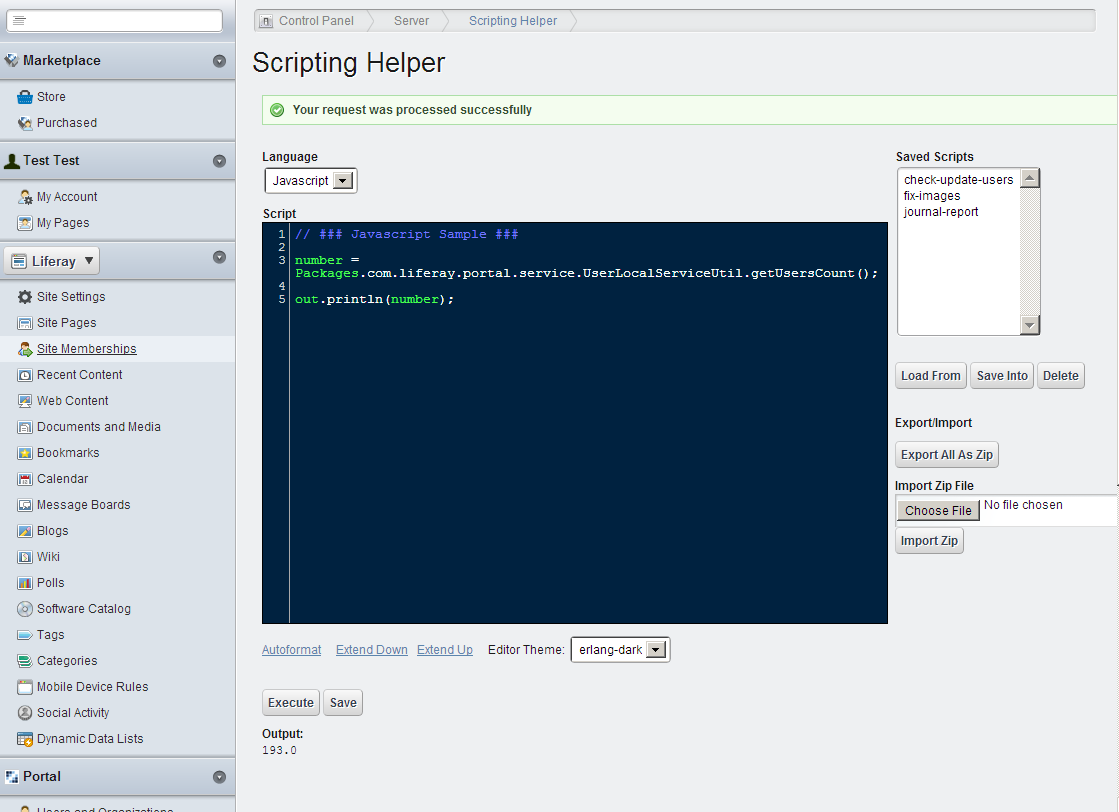 Control Panel Server Scripting Helper
Scripting Helper
Your request was processed successfully
Marketplace
Store
Purchased
Test Test
My Account
My Pages
Liferay ▼
Site Settings
Site Pages
Site Memberships
Recent Content
Web Content
Documents and Media
Bookmarks
Calendar
Message Boards
Blogs
Wiki
Polls
Software Catalog
Tags
Categories
Mobile Device Rules
Social Activity
Dynamic Data Lists
Portal
Users and Organizations
Language
Javascript
Script
1 // ### Javascript Sample ###
2
3 number =
Packages.com.liferay.portal.service.UserLocalServiceUtil.getUsersCount();
4
5 out.println(number);
Autoformat Extend Down Extend Up Editor Theme: erlang-dark
Execute Save
Output:
193.0
Saved Scripts
check-update-users
fix-images
journal-report
Load From Save Into Delete
Export/Import
Export All As Zip
Import Zip File
Choose File No file chosen
Import Zip